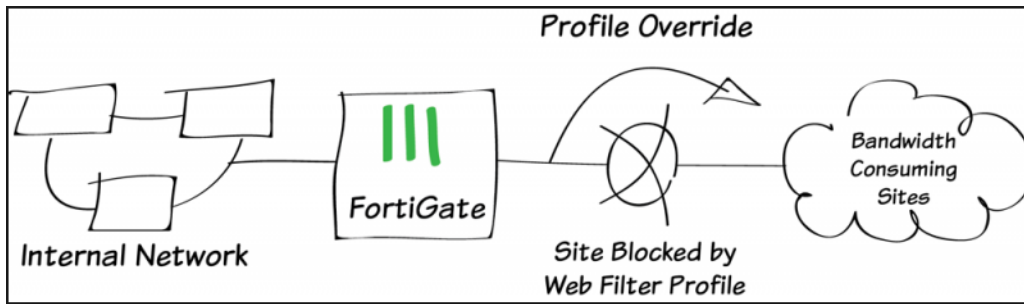 Profile Override
FortiGate
Internal Network
Site Blocked by
Web Filter Profile
Bandwidth
Consuming
Sites